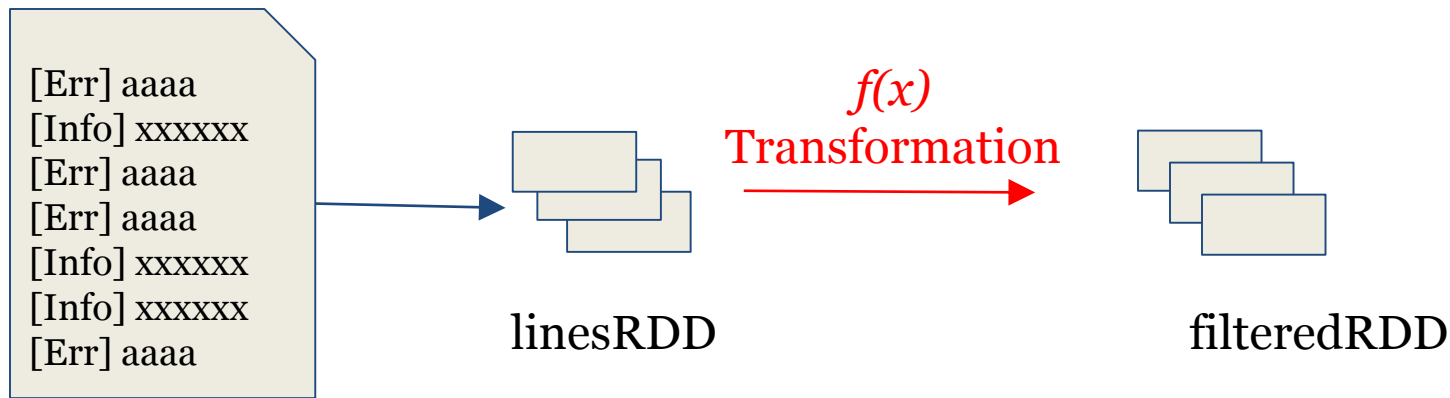 [Err] aaaa
[Info] xxxxxx
[Err] aaaa
[Err] aaaa
[Info] xxxxxx
[Info] xxxxxx
[Err] aaaa
linesRDD
f(x)
Transformation
filteredRDD